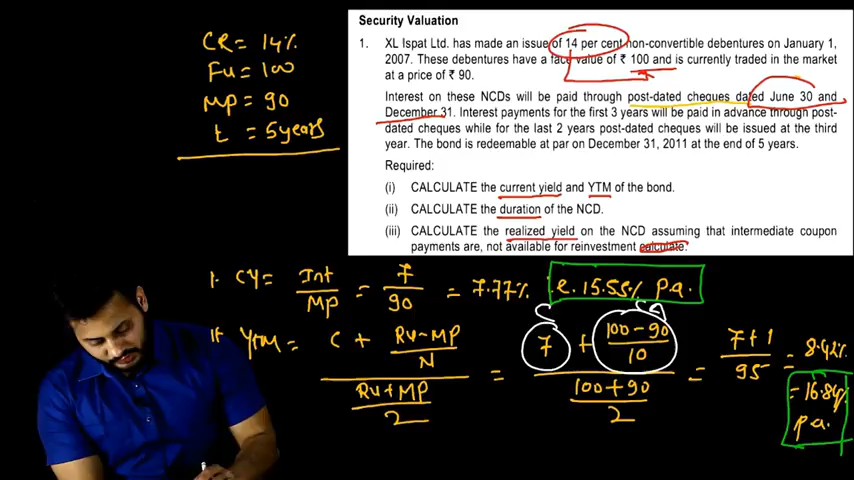 CR = 14%
Fv = 100
MP = 90
t = 5 years
Security Valuation
1. XL Ispat Ltd. has made an issue of 14 per cent non-convertible debentures on January 1,
2007. These debentures have a face value of ₹ 100 and is currently traded in the market
at a price of ₹ 90.
Interest on these NCDs will be paid through post-dated cheques dated June 30 and
December 31. Interest payments for the first 3 years will be paid in advance through post-
dated cheques while for the last 2 years post-dated cheques will be issued at the third
year. The bond is redeemable at par on December 31, 2011 at the end of 5 years.
Required:
(i) CALCULATE the current yield and YTM of the bond.
(ii) CALCULATE the duration of the NCD.
(iii) CALCULATE the realized yield on the NCD assuming that intermediate coupon
payments are, not available for reinvestment calculate.
I. CY = Int/MP = 7/90 = 7.77% i.e. 15.55% p.a.
II. YTM = (C + (RV-MP)/N) / ((RV+MP)/2) = (7 + (100-90)/10) / ((100+90)/2) = (7+1)/95 = 8.42%
= 16.84%
p.a.